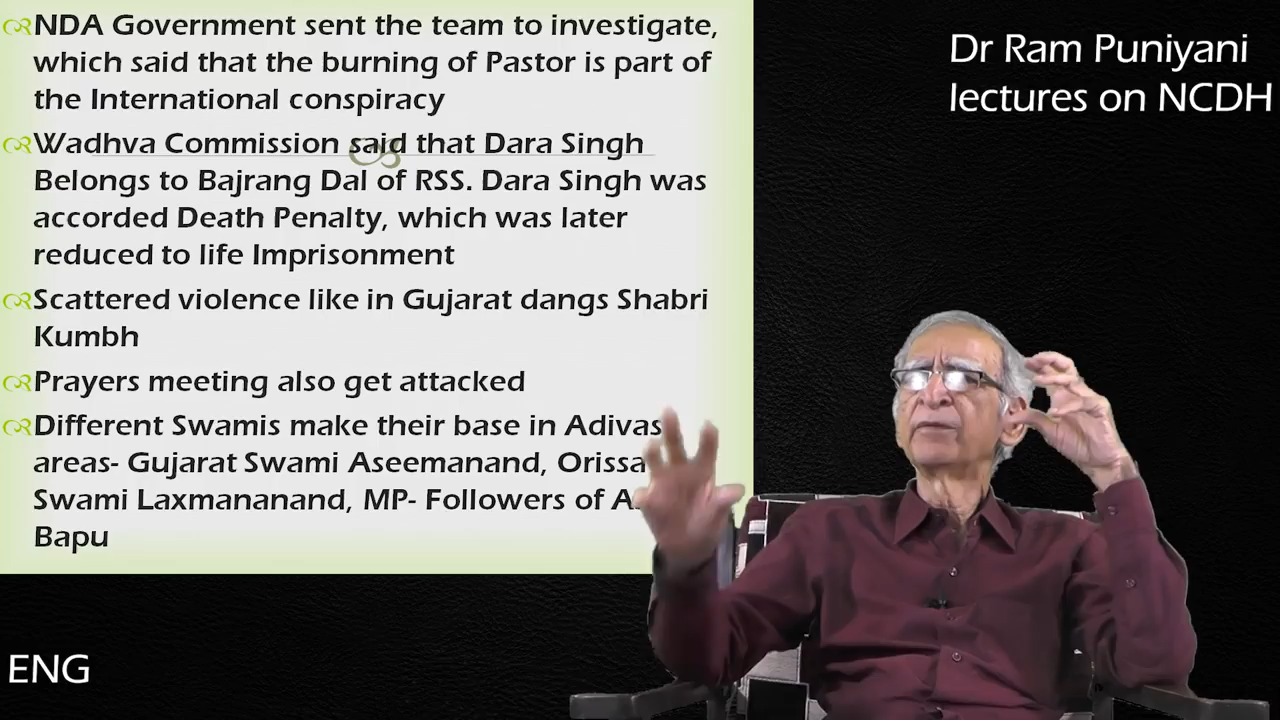 NDA Government sent the team to investigate,
which said that the burning of Pastor is part of
the International conspiracy
Wadhva Commission said that Dara Singh
Belongs to Bajrang Dal of RSS. Dara Singh was
accorded Death Penalty, which was later
reduced to life Imprisonment
Scattered violence like in Gujarat dangs Shabri
Kumbh
Prayers meeting also get attacked
Different Swamis make their base in
areas- Gujarat Swami Aseemanand, Orissa
Swami Laxmananand, MP- Followers of
Bapu
Dr Ram Puniyani
lectures on NCDH
ENG